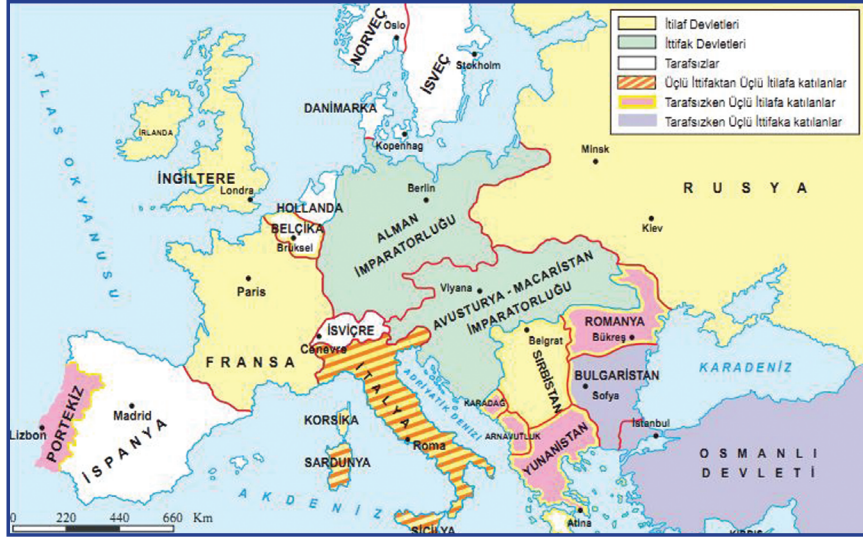 İtilaf Devletleri
İttifak Devletleri
Tarafsızlar
Üçlü İttifaktan Üçlü İtilafa katılanlar
Tarafsızken Üçlü İtilafa katılanlar
Tarafsızken Üçlü İttifaka katılanlar
ATLAS OKYANUSU
NORVEÇ
Oslo
İSVEÇ
Stokholm
DANİMARKA
Kopenhag
İRLANDA
İNGİLTERE
Londra
HOLLANDA
BELÇİKA
Brüksel
Berlin
ALMAN
İMPARATORLUĞU
Minsk
RUSYA
Kiev
Paris
FRANSA
İSVİÇRE
Cenevre
Viyana
AVUSTURYA - MACARİSTAN
İMPARATORLUĞU
ROMANYA
Bükreş
Belgrat
SIRBİSTAN
BULGARİSTAN
Sofya
KARADENİZ
İTALYA
ADRİYATİK DENİZİ
KARADAĞ
ARNAVUTLUK
YUNANİSTAN
İstanbul
OSMANLI
DEVLETİ
PORTEKİZ
Lizbon
Madrid
İSPANYA
KORSİKA
SARDUNYA
Roma
AKDENİZ
SİCİLYA
Atina
0 220 440 660 Km